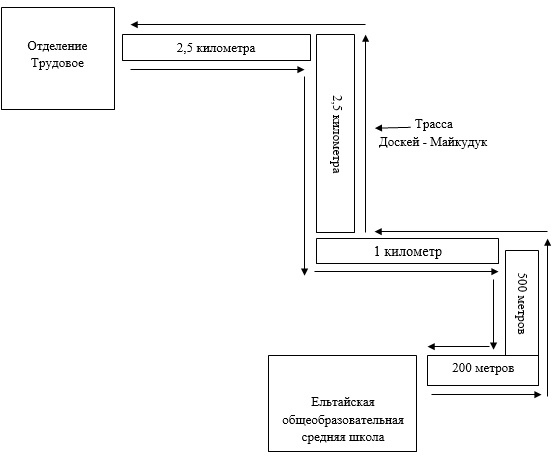 Отделение
Трудовое
2,5 километра
2,5 километра
Трасса
Доскей - Майкудук
1 километр
500 метров
200 метров
Ельтайская
общеобразовательная
средняя школа